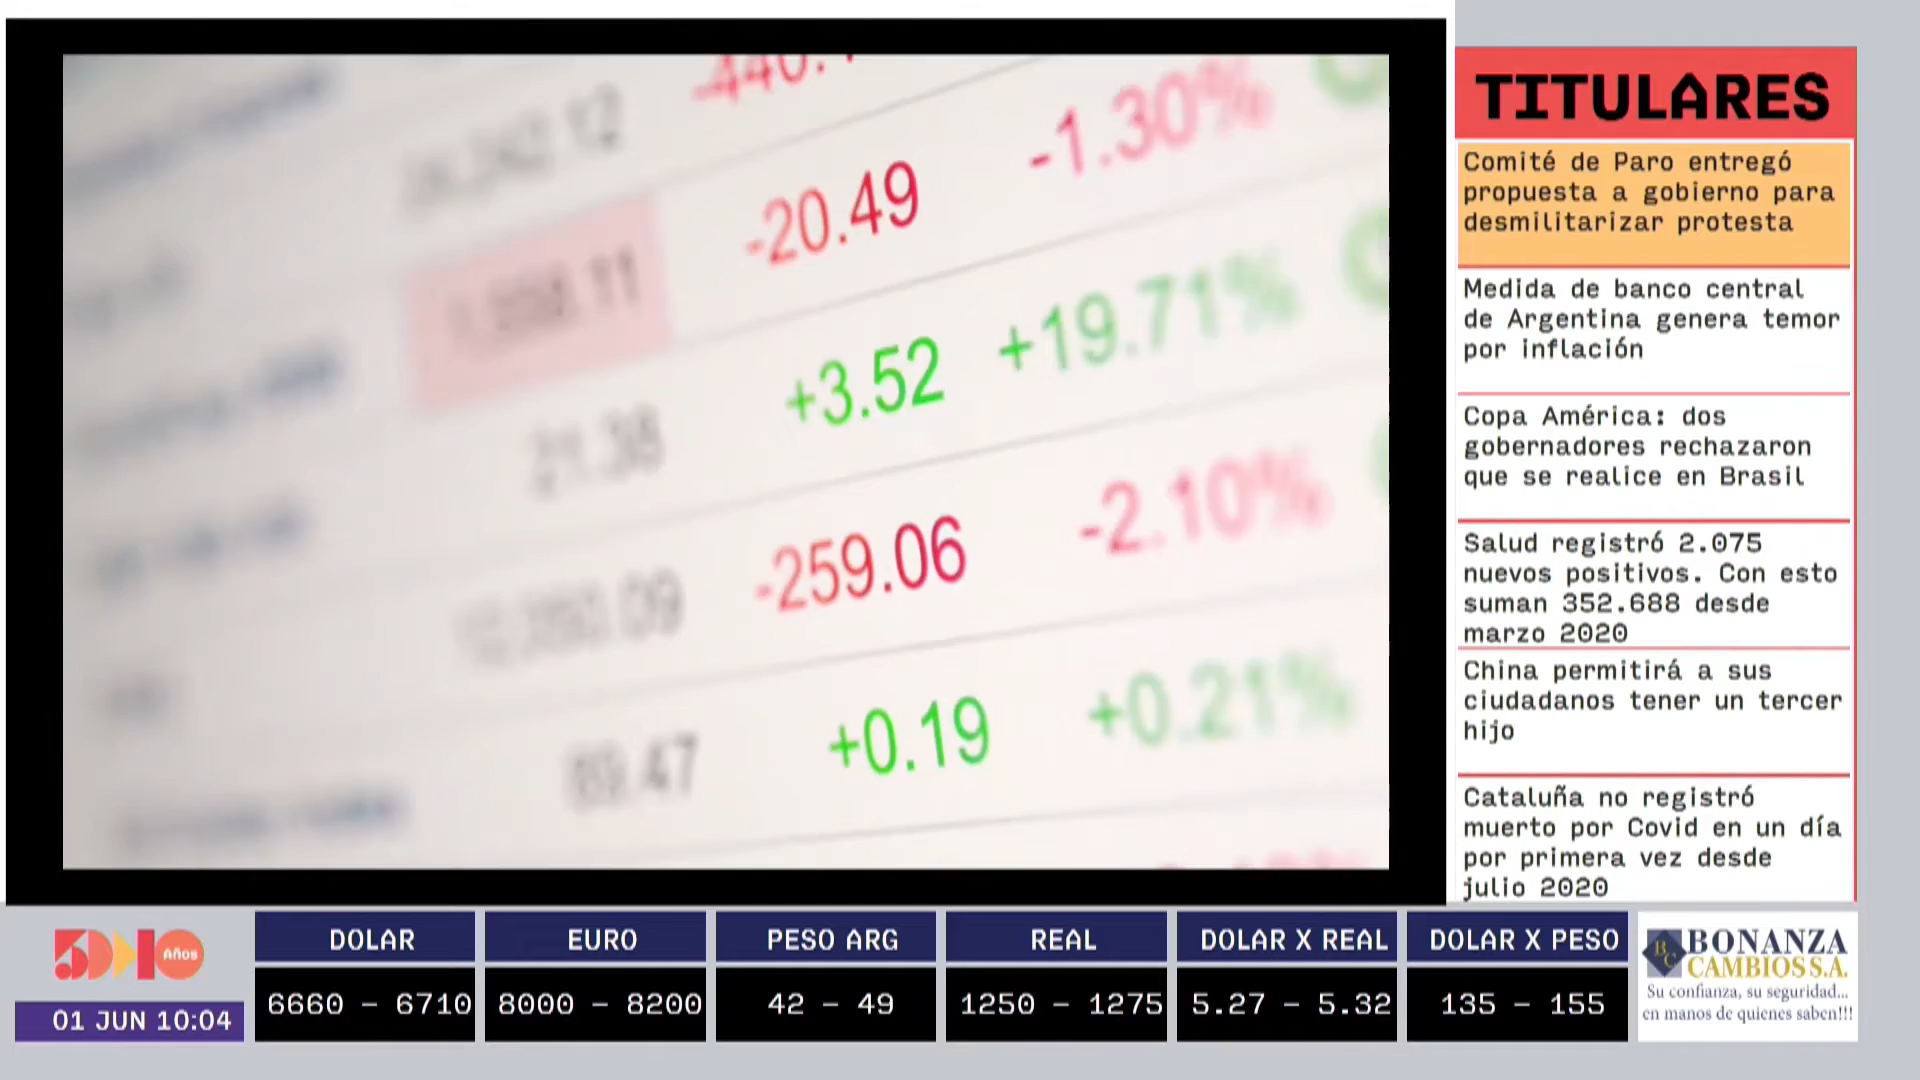 -20.49
-1.30%
+3.52
+19.71%
21.38
-259.06
-2.10%
+0.19
+0.21%
89.47
TITULARES
Comité de Paro entregó
propuesta a gobierno para
desmilitarizar protesta
Medida de banco central
de Argentina genera temor
por inflación
Copa América: dos
gobernadores rechazaron
que se realice en Brasil
Salud registró 2.075
nuevos positivos. Con esto
suman 352.688 desde
marzo 2020
China permitirá a sus
ciudadanos tener un tercer
hijo
Cataluña no registró
muerto por Covid en un día
por primera vez desde
julio 2020
Años
01 JUN 10:04
DOLAR
6660 - 6710
EURO
8000 - 8200
PESO ARG
42 - 49
REAL
1250 - 1275
DOLAR X REAL
5.27 - 5.32
DOLAR X PESO
135 - 155
BC
BONANZA
CAMBIOS S.A.
Su confianza, su seguridad...
en manos de quienes saben!!!